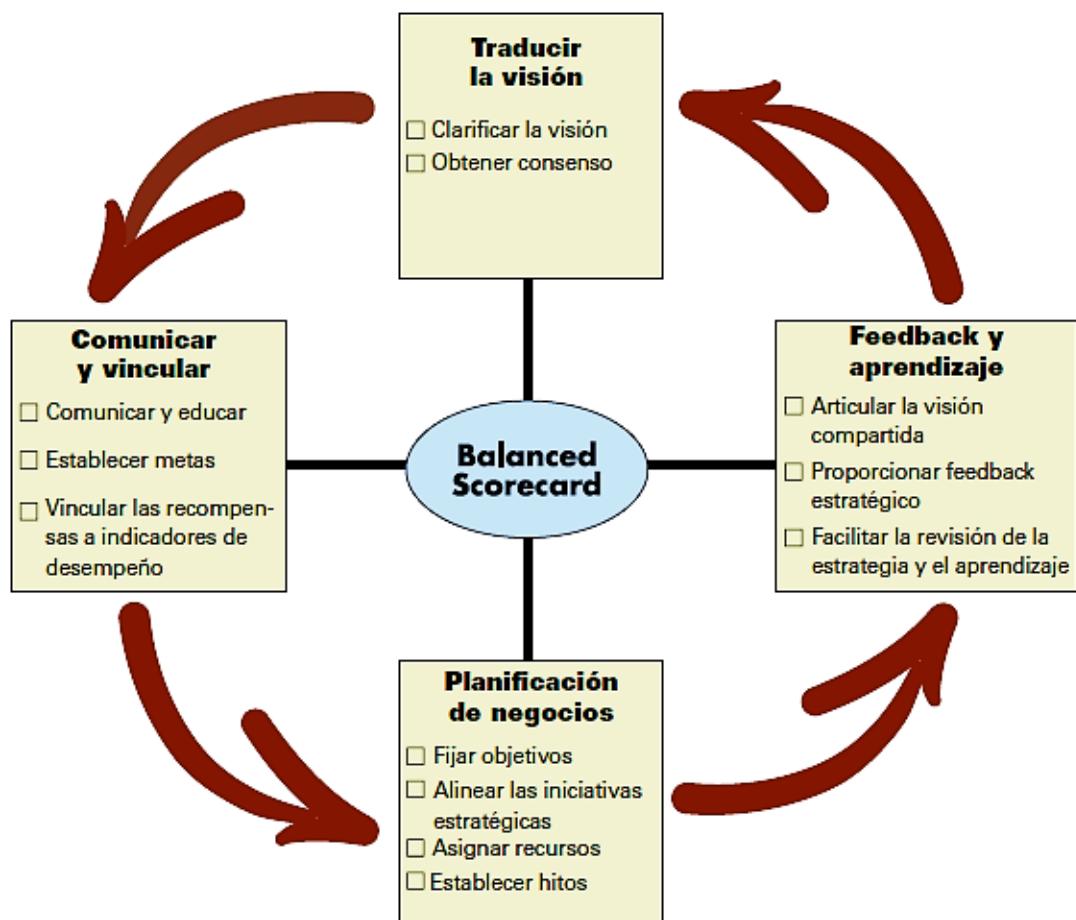 Traducir
la visión
☐ Clarificar la visión
☐ Obtener consenso
Comunicar
y vincular
☐ Comunicar y educar
☐ Establecer metas
☐ Vincular las recompen-
sas a indicadores de
desempeño
Balanced
Scorecard
Feedback y
aprendizaje
☐ Articular la visión
compartida
☐ Proporcionar feedback
estratégico
☐ Facilitar la revisión de la
estrategia y el aprendizaje
Planificación
de negocios
☐ Fijar objetivos
☐ Alinear las iniciativas
estratégicas
☐ Asignar recursos
☐ Establecer hitos